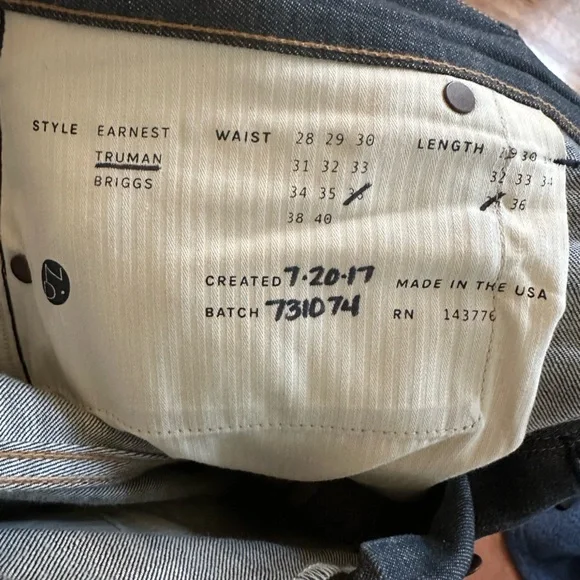 STYLE EARNEST
TRUMAN
BRIGGS
WAIST 28 29 30
31 32 33
34 35
38 40
LENGTH 29 30
32 33 34
36
CREATED 7·20·17
BATCH 731074
MADE IN THE USA
RN 143776